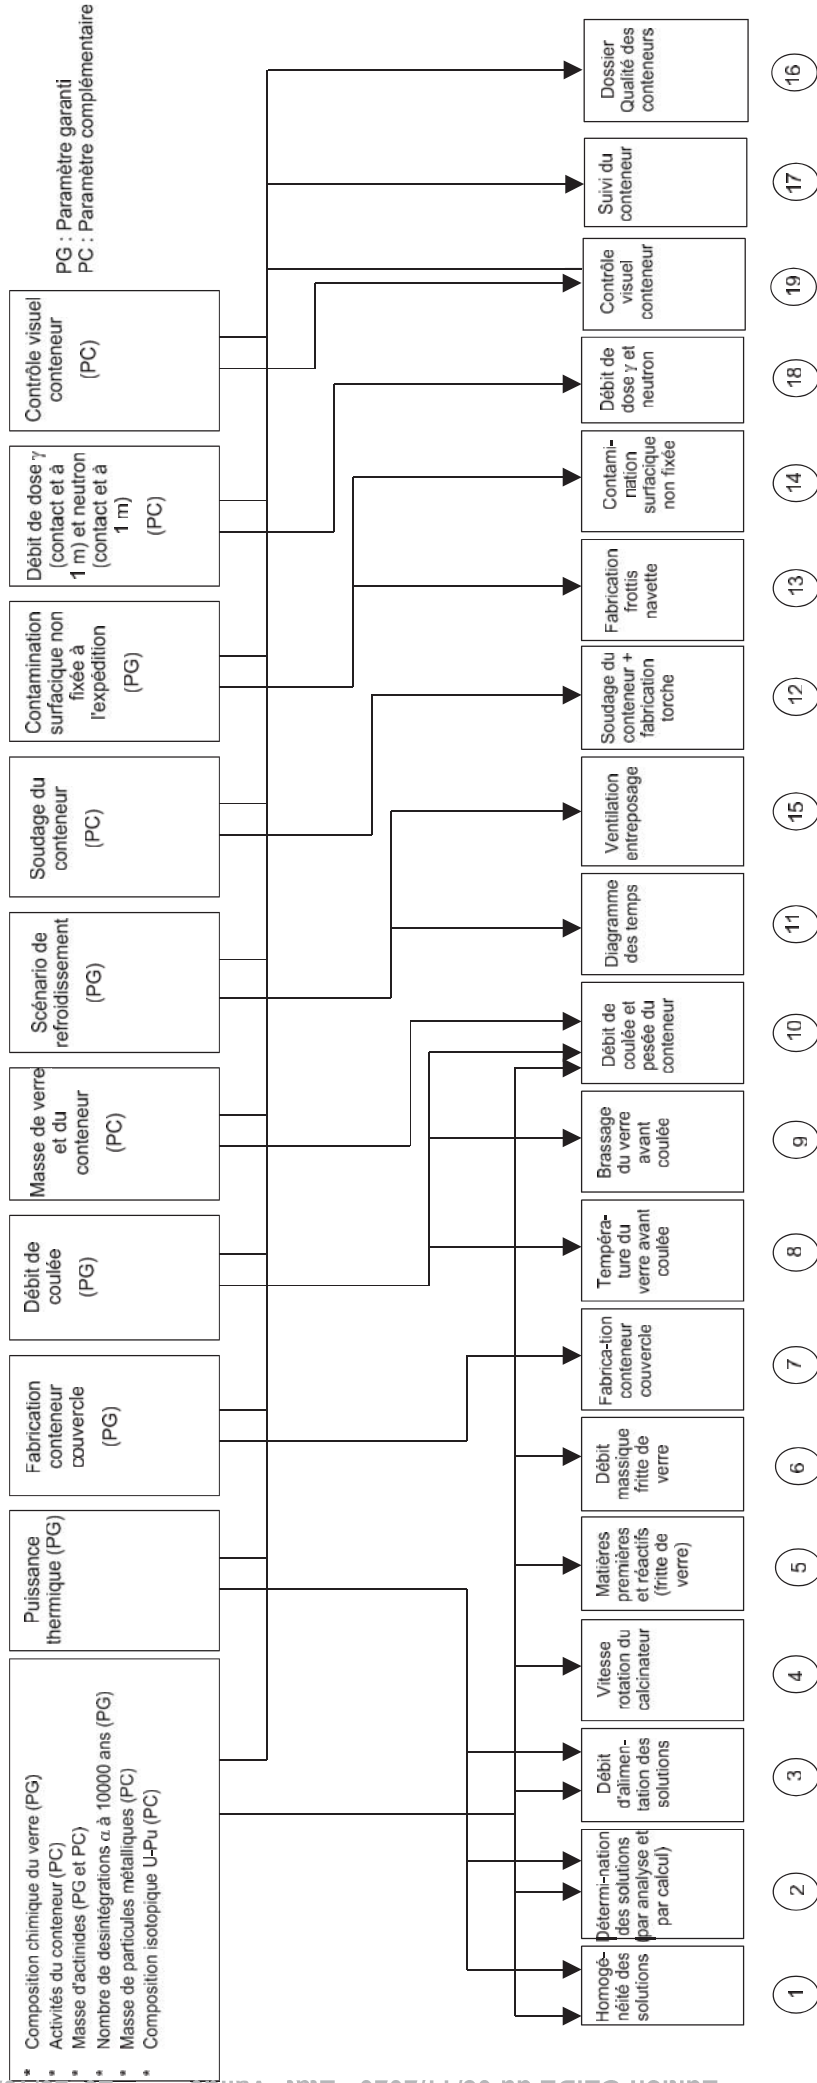 PG : Paramètre garanti
PC : Paramètre complémentaire
* Composition chimique du verre (PG)
* Activités du conteneur (PC)
* Masse d'actinides (PG et PC)
* Nombre de desintégrations α à 10000 ans (PG)
* Masse de particules métalliques (PC)
* Composition isotopique U-Pu (PC)
Puissance
thermique (PG)
Fabrication
conteneur
couvercle
(PG)
Débit de
coulée
(PG)
Masse de verre
et du
conteneur
(PC)
Scénario de
refroidissement
(PG)
Soudage du
conteneur
(PC)
Contamination
surfacique non
fixée à
l'expédition
(PG)
Débit de dose γ
(contact et à
1 m) et neutron
(contact et à
1 m)
(PC)
Contrôle visuel
conteneur
(PC)
Homogé-
néité des
solutions
Détermi-nation
des solutions
(par analyse et
par calcul)
Débit
d'alimen-
tation des
solutions
Vitesse
rotation du
calcinateur
Matières
premières
et réactifs
(fritte de
verre)
Débit
massique
fritte de
verre
Fabrica-tion
conteneur
couvercle
Tempéra-
ture du
verre avant
coulée
Brassage
du verre
avant
coulée
Débit de
coulée et
pesée du
conteneur
Diagramme
des temps
Ventilation
entreposage
Soudage du
conteneur +
fabrication
torche
Fabrication
frottis
navette
Contami-
nation
surfacique
non fixée
Débit de
dose γ et
neutron
Contrôle
visuel
conteneur
Suivi du
conteneur
Dossier
Qualité des
conteneurs
1
2
3
4
5
6
7
8
9
10
11
15
12
13
14
18
19
17
16